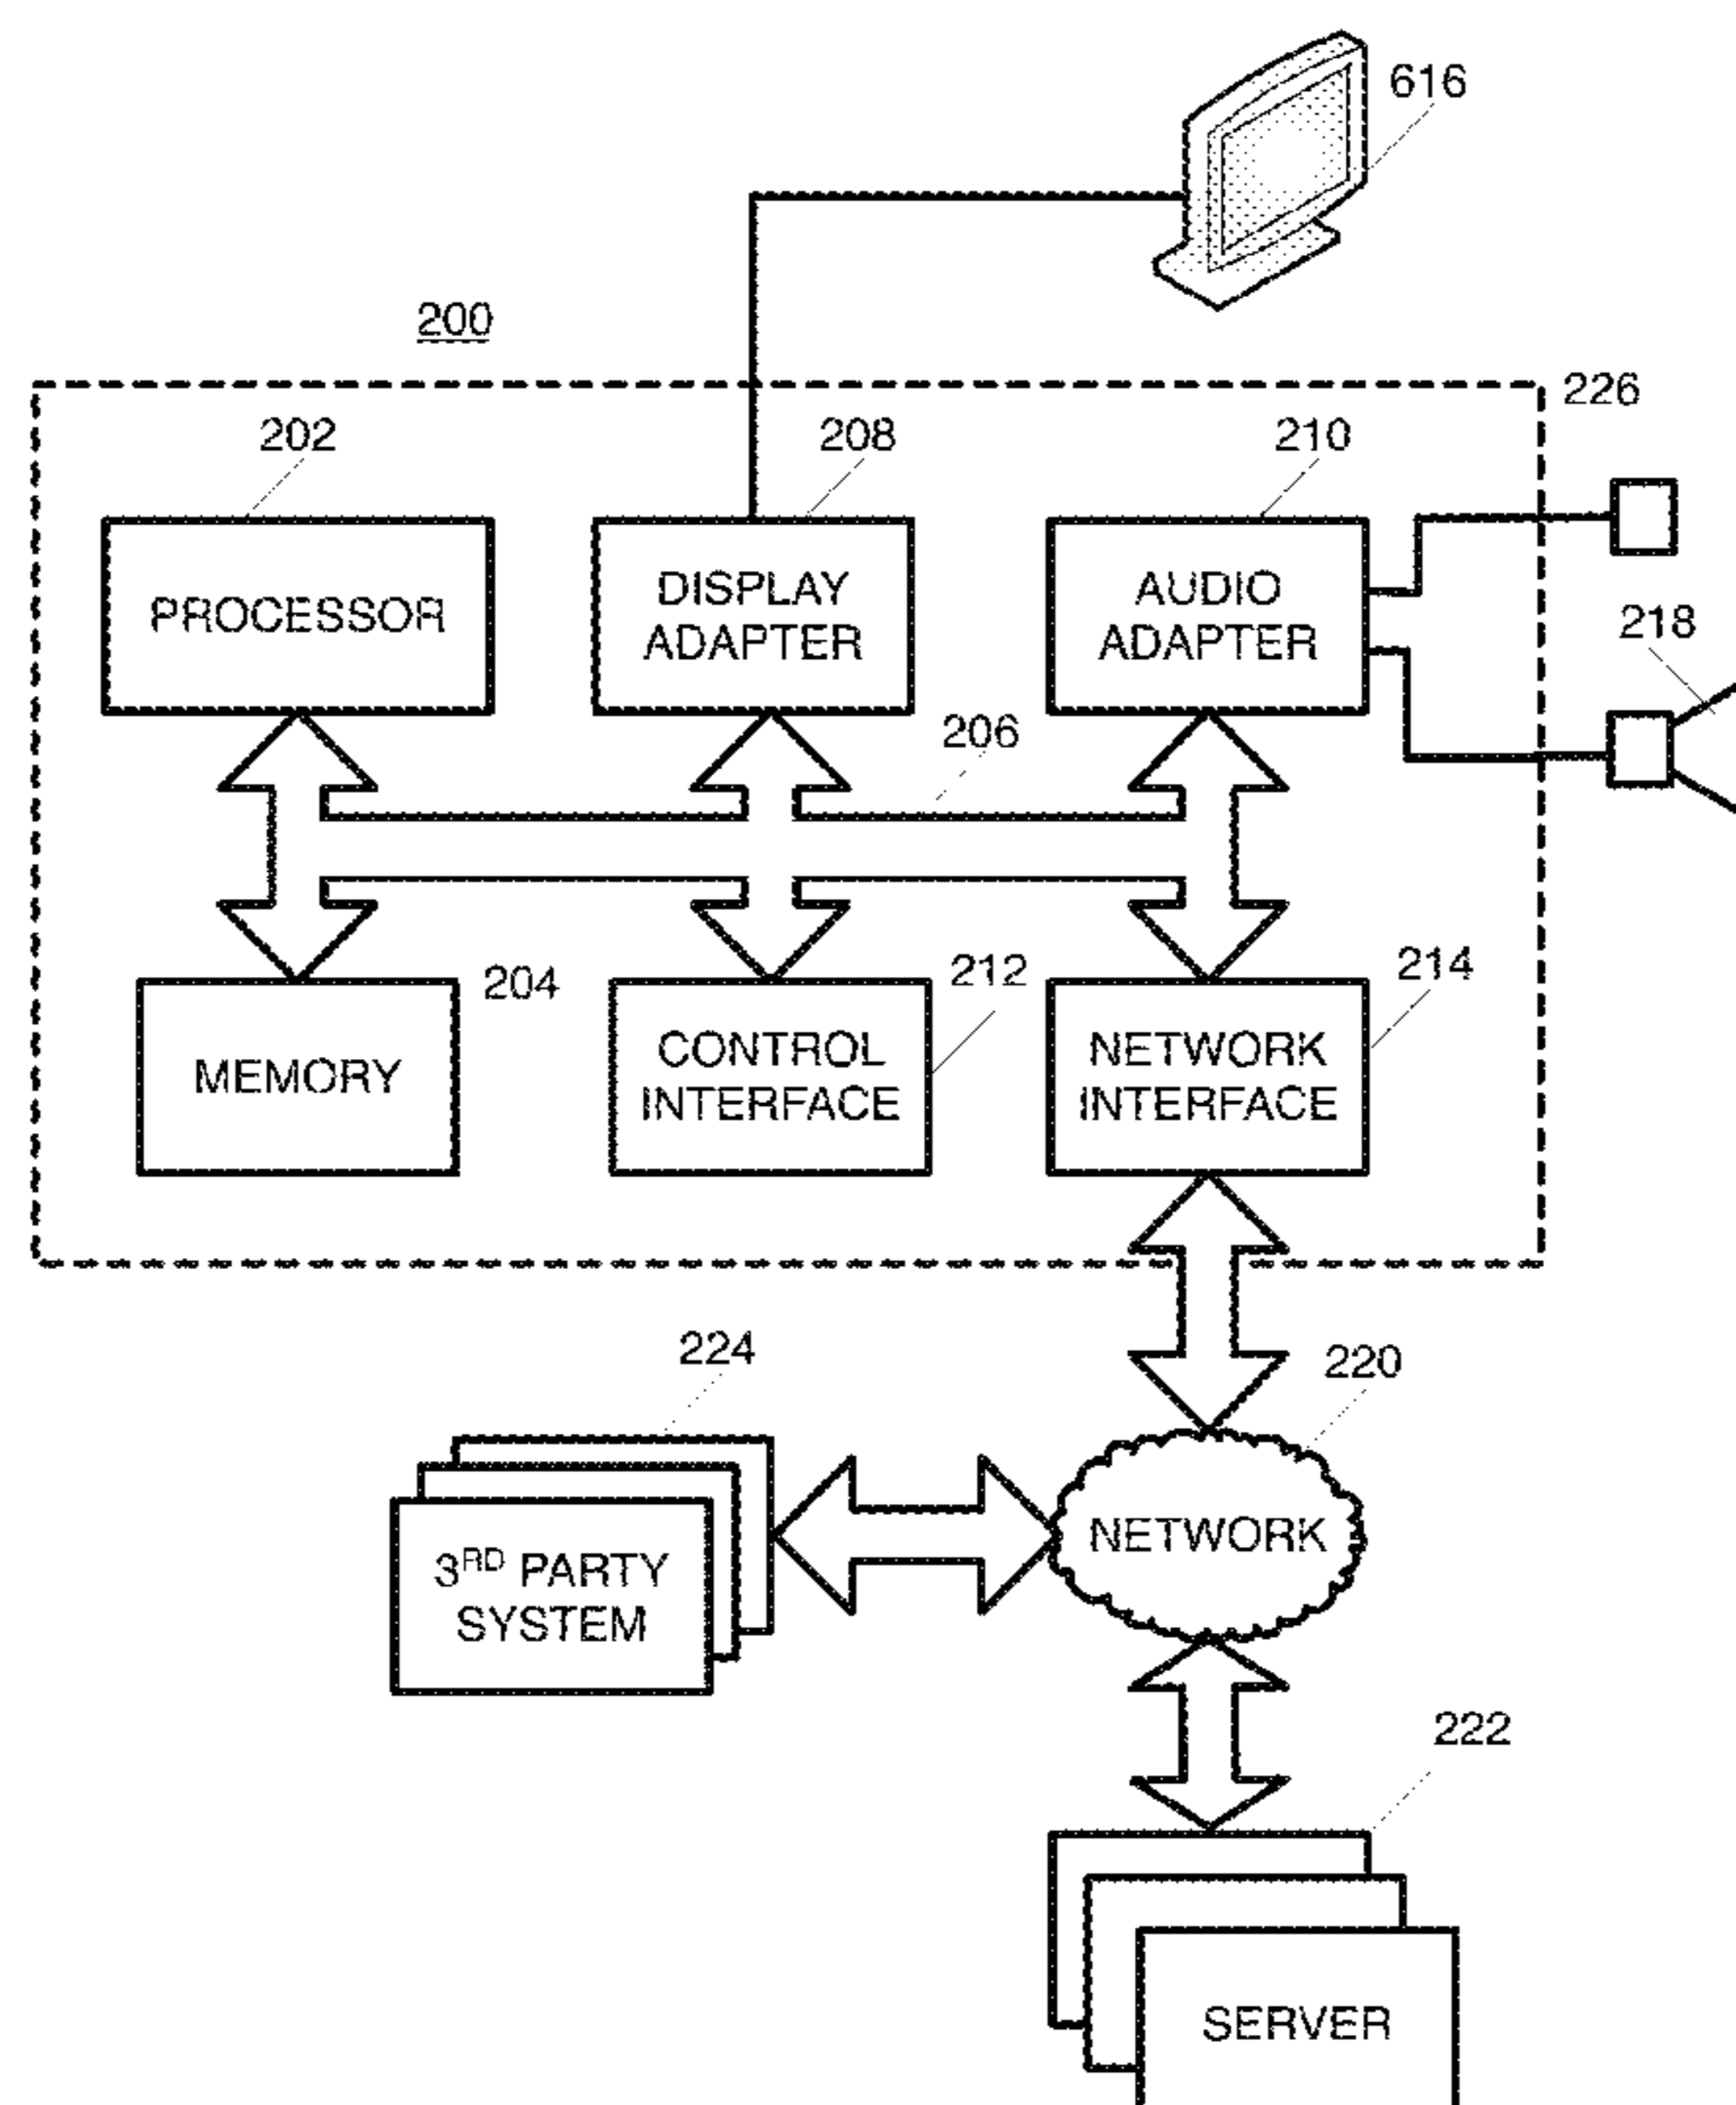 616
200
226
202
208
210
PROCESSOR
DISPLAY
ADAPTER
AUDIO
ADAPTER
218
206
204
212
214
MEMORY
CONTROL
INTERFACE
NETWORK
INTERFACE
224
220
3RD PARTY
SYSTEM
NETWORK
222
SERVER